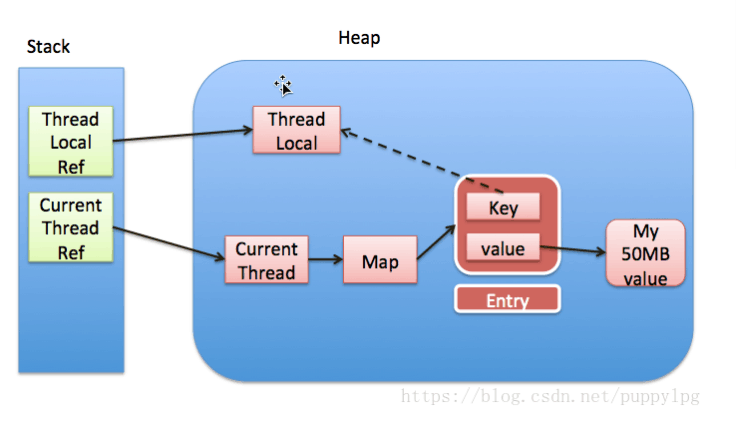 Stack
Heap
Thread
Local
Ref
Thread
Local
Current
Thread
Ref
Key
Current
Thread
Map
value
My
50MB
value
Entry
https://blog.csdn.net/puppylpg